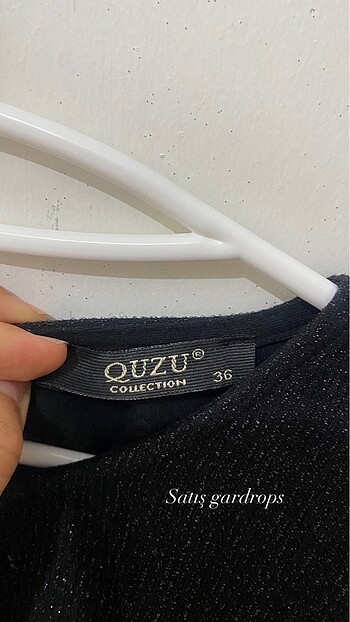 QUZU®
COLLECTION
36
Satış gardrops